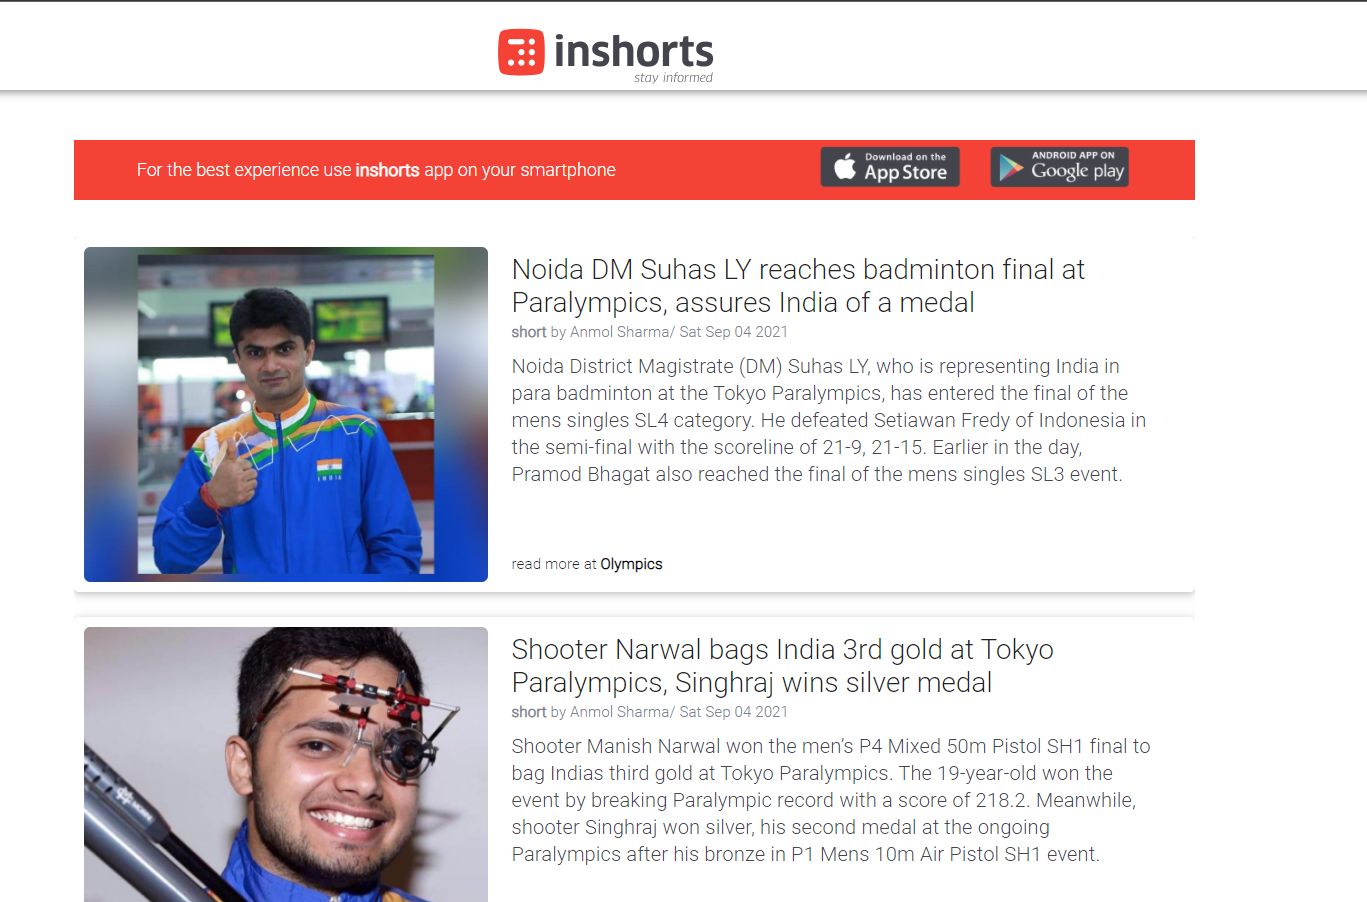 inshorts
stay informed
For the best experience use inshorts app on your smartphone
Download on the
App Store
ANDROID APP ON
Google play
Noida DM Suhas LY reaches badminton final at
Paralympics, assures India of a medal
short by Anmol Sharma/ Sat Sep 04 2021
Noida District Magistrate (DM) Suhas LY, who is representing India in
para badminton at the Tokyo Paralympics, has entered the final of the
mens singles SL4 category. He defeated Setiawan Fredy of Indonesia in
the semi-final with the scoreline of 21-9, 21-15. Earlier in the day,
Pramod Bhagat also reached the final of the mens singles SL3 event.
read more at Olympics
INDIA
Shooter Narwal bags India 3rd gold at Tokyo
Paralympics, Singhraj wins silver medal
short by Anmol Sharma/ Sat Sep 04 2021
Shooter Manish Narwal won the men’s P4 Mixed 50m Pistol SH1 final to
bag Indias third gold at Tokyo Paralympics. The 19-year-old won the
event by breaking Paralympic record with a score of 218.2. Meanwhile,
shooter Singhraj won silver, his second medal at the ongoing
Paralympics after his bronze in P1 Mens 10m Air Pistol SH1 event.